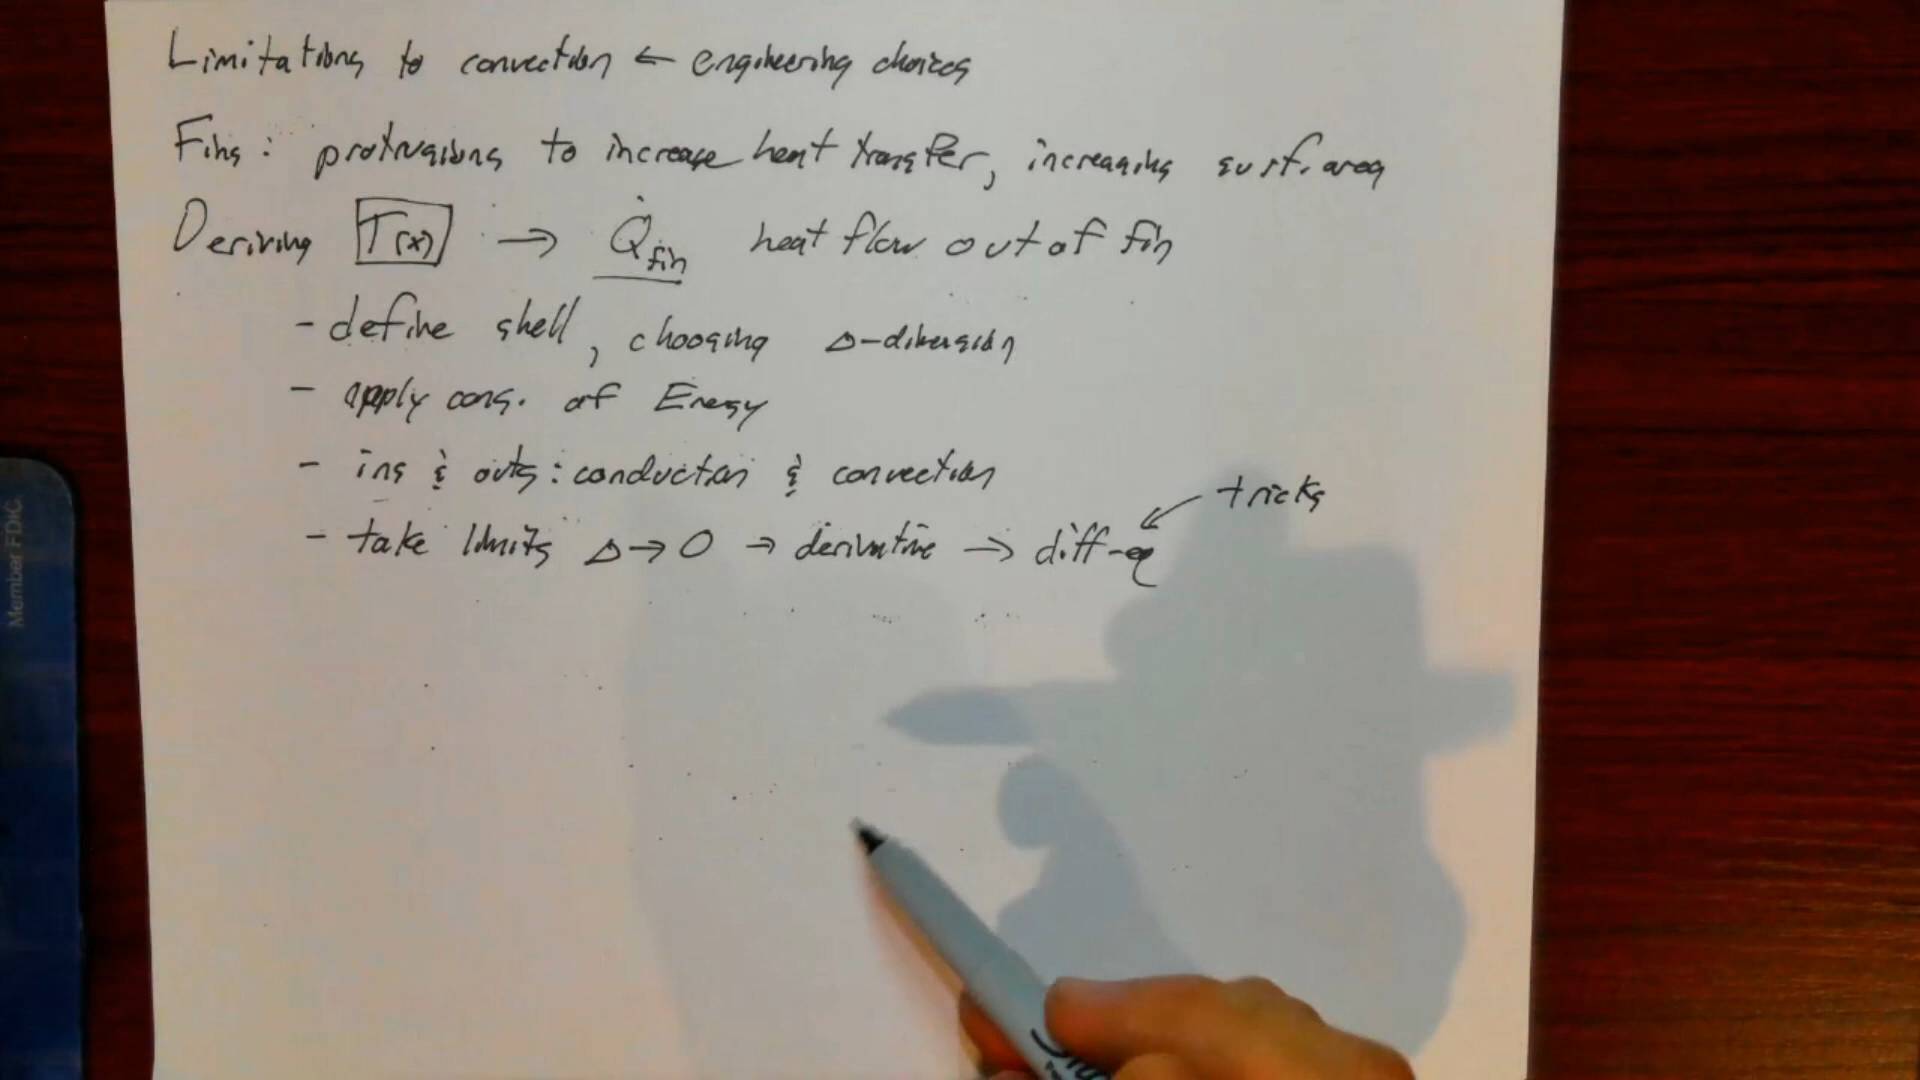 Limitations to convection ← engineering choices
Fins: protrusions to increase heat transfer, increasing surf. area
Deriving T(x) → Q̇fin heat flow out of fin
- define shell, choosing Δ-dimension
- apply cons. of Energy
- ins & outs: conduction & convection
tricks
- take limits Δ→0 → derivative → diff-eq
Member FDIC